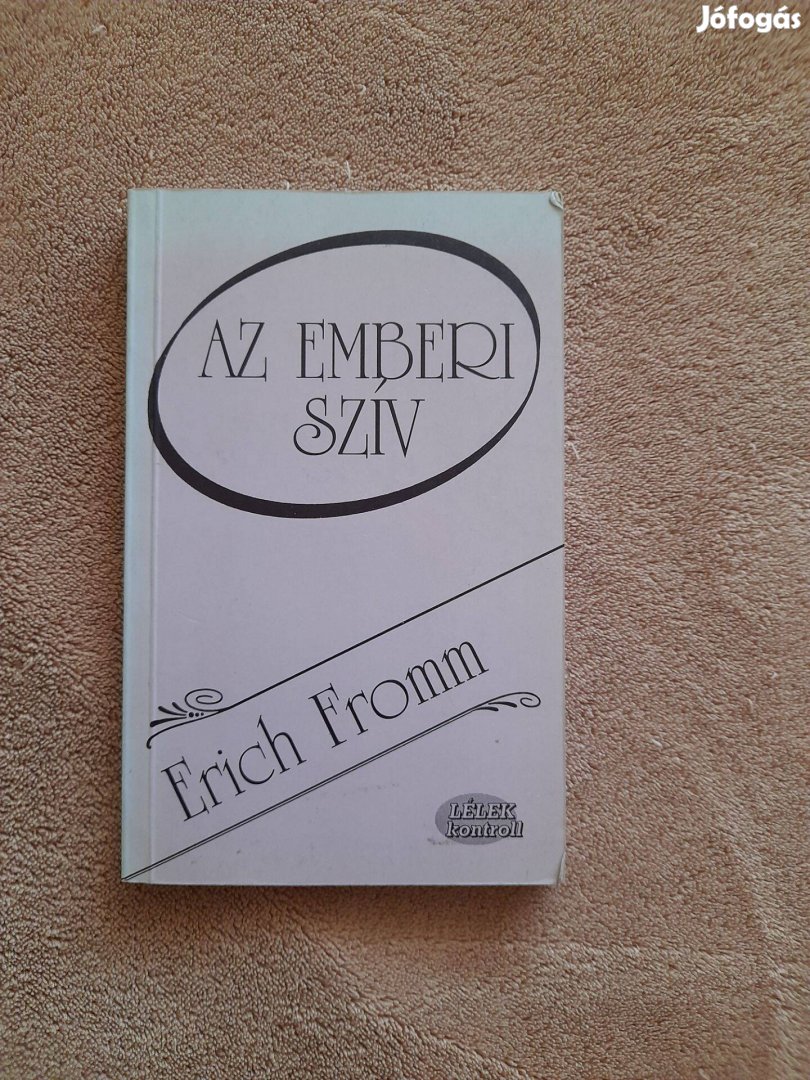 Jófogás
AZ EMBERI
SZÍV
Erich Fromm
LÉLEK
kontroll